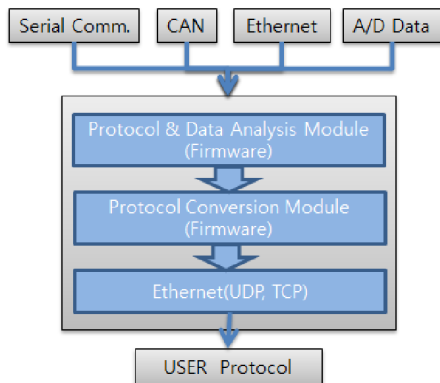 Serial Comm.
CAN
Ethernet
A/D Data
Protocol & Data Analysis Module
(Firmware)
Protocol Conversion Module
(Firmware)
Ethernet(UDP, TCP)
USER Protocol